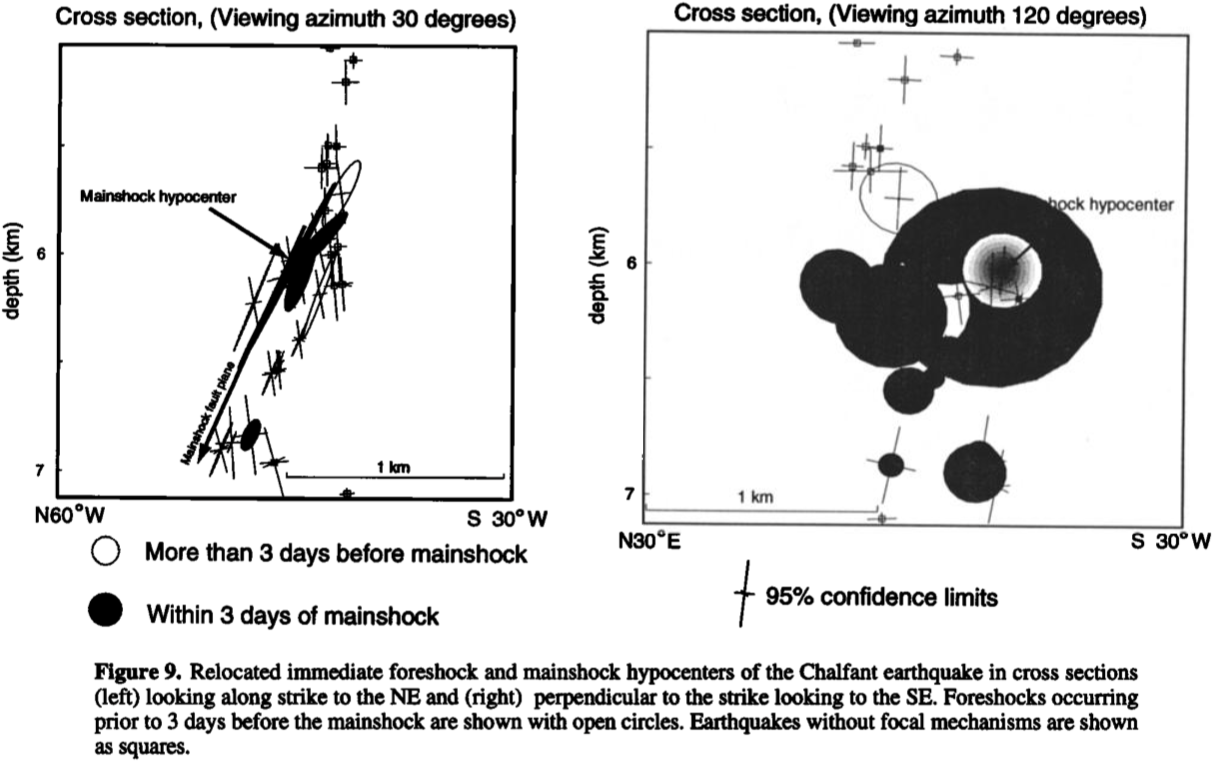 Cross section, (Viewing azimuth 30 degrees)
Cross section, (Viewing azimuth 120 degrees)
Mainshock hypocenter
hock hypocenter
depth (km)
6
7
Mainshock fault plane
1 km
N60°W
S 30°W
depth (km)
6
7
1 km
N30°E
S 30°W
More than 3 days before mainshock
Within 3 days of mainshock
95% confidence limits
Figure 9. Relocated immediate foreshock and mainshock hypocenters of the Chalfant earthquake in cross sections
(left) looking along strike to the NE and (right) perpendicular to the strike looking to the SE. Foreshocks occurring
prior to 3 days before the mainshock are shown with open circles. Earthquakes without focal mechanisms are shown
as squares.